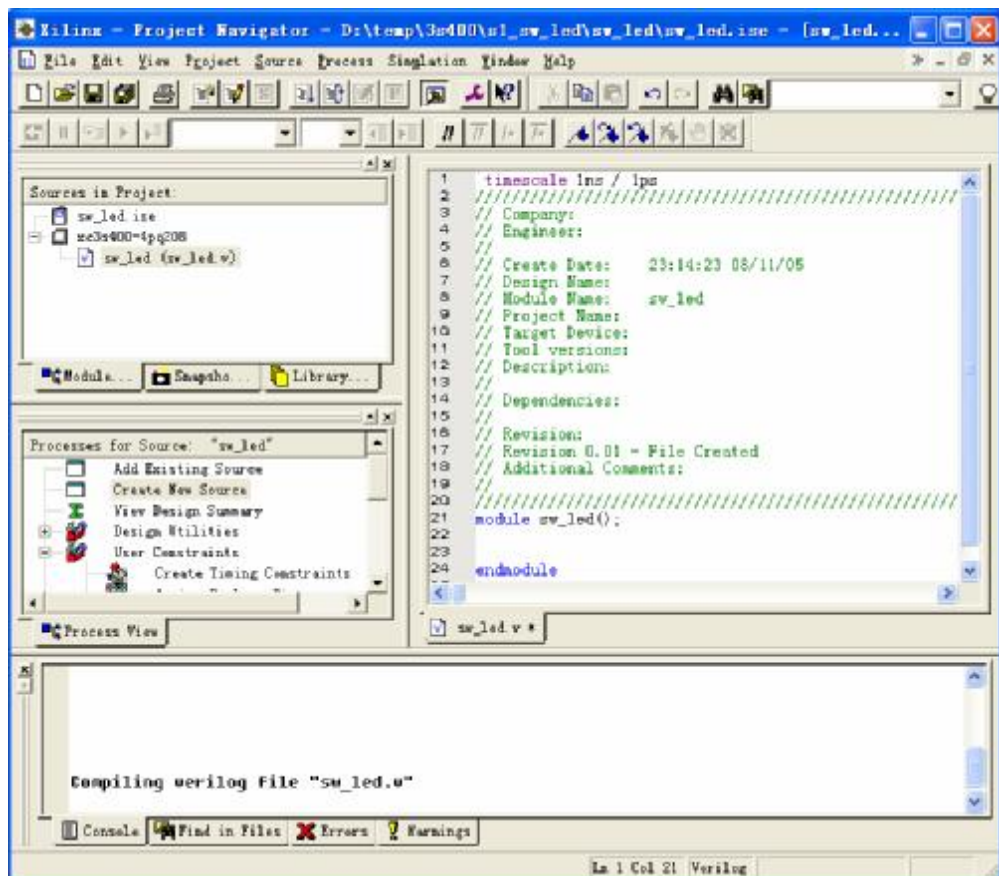 Xilinx - Project Navigator - D:\temp\3s400\s1_sw_led\sw_led\sw_led.ise - [sw_led...
File Edit View Project Source Process Simulation Window Help
Sources in Project:
sw_led.ise
xc3s400-4pq208
sw_led (sw_led.v)
Module...
Snapsho...
Library...
Processes for Source: "sw_led"
Add Existing Source
Create New Source
View Design Summary
Design Utilities
User Constraints
Create Timing Constraints
Process View
1 `timescale 1ns / 1ps
2 ////////////////////////////////////////////////////////
3 // Company:
4 // Engineer:
5 //
6 // Create Date: 23:14:23 08/11/05
7 // Design Name:
8 // Module Name: sw_led
9 // Project Name:
10 // Target Device:
11 // Tool versions:
12 // Description:
13 //
14 // Dependencies:
15 //
16 // Revision:
17 // Revision 0.01 - File Created
18 // Additional Comments:
19 //
20 ////////////////////////////////////////////////////////
21 module sw_led();
22
23
24 endmodule
sw_led.v *
Compiling verilog file "sw_led.v"
Console
Find in Files
Errors
Warnings
Ln 1 Col 21
Verilog